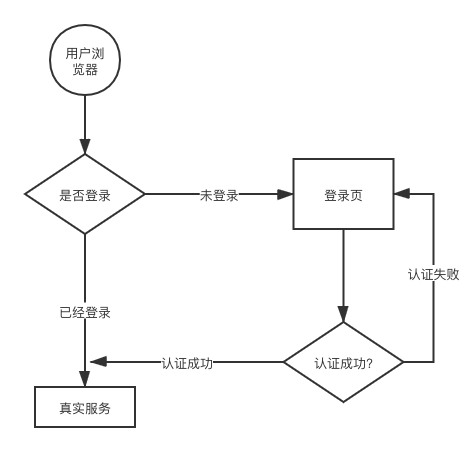 用户浏
览器
是否登录
未登录
登录页
认证失败
已经登录
认证成功
认证成功?
真实服务